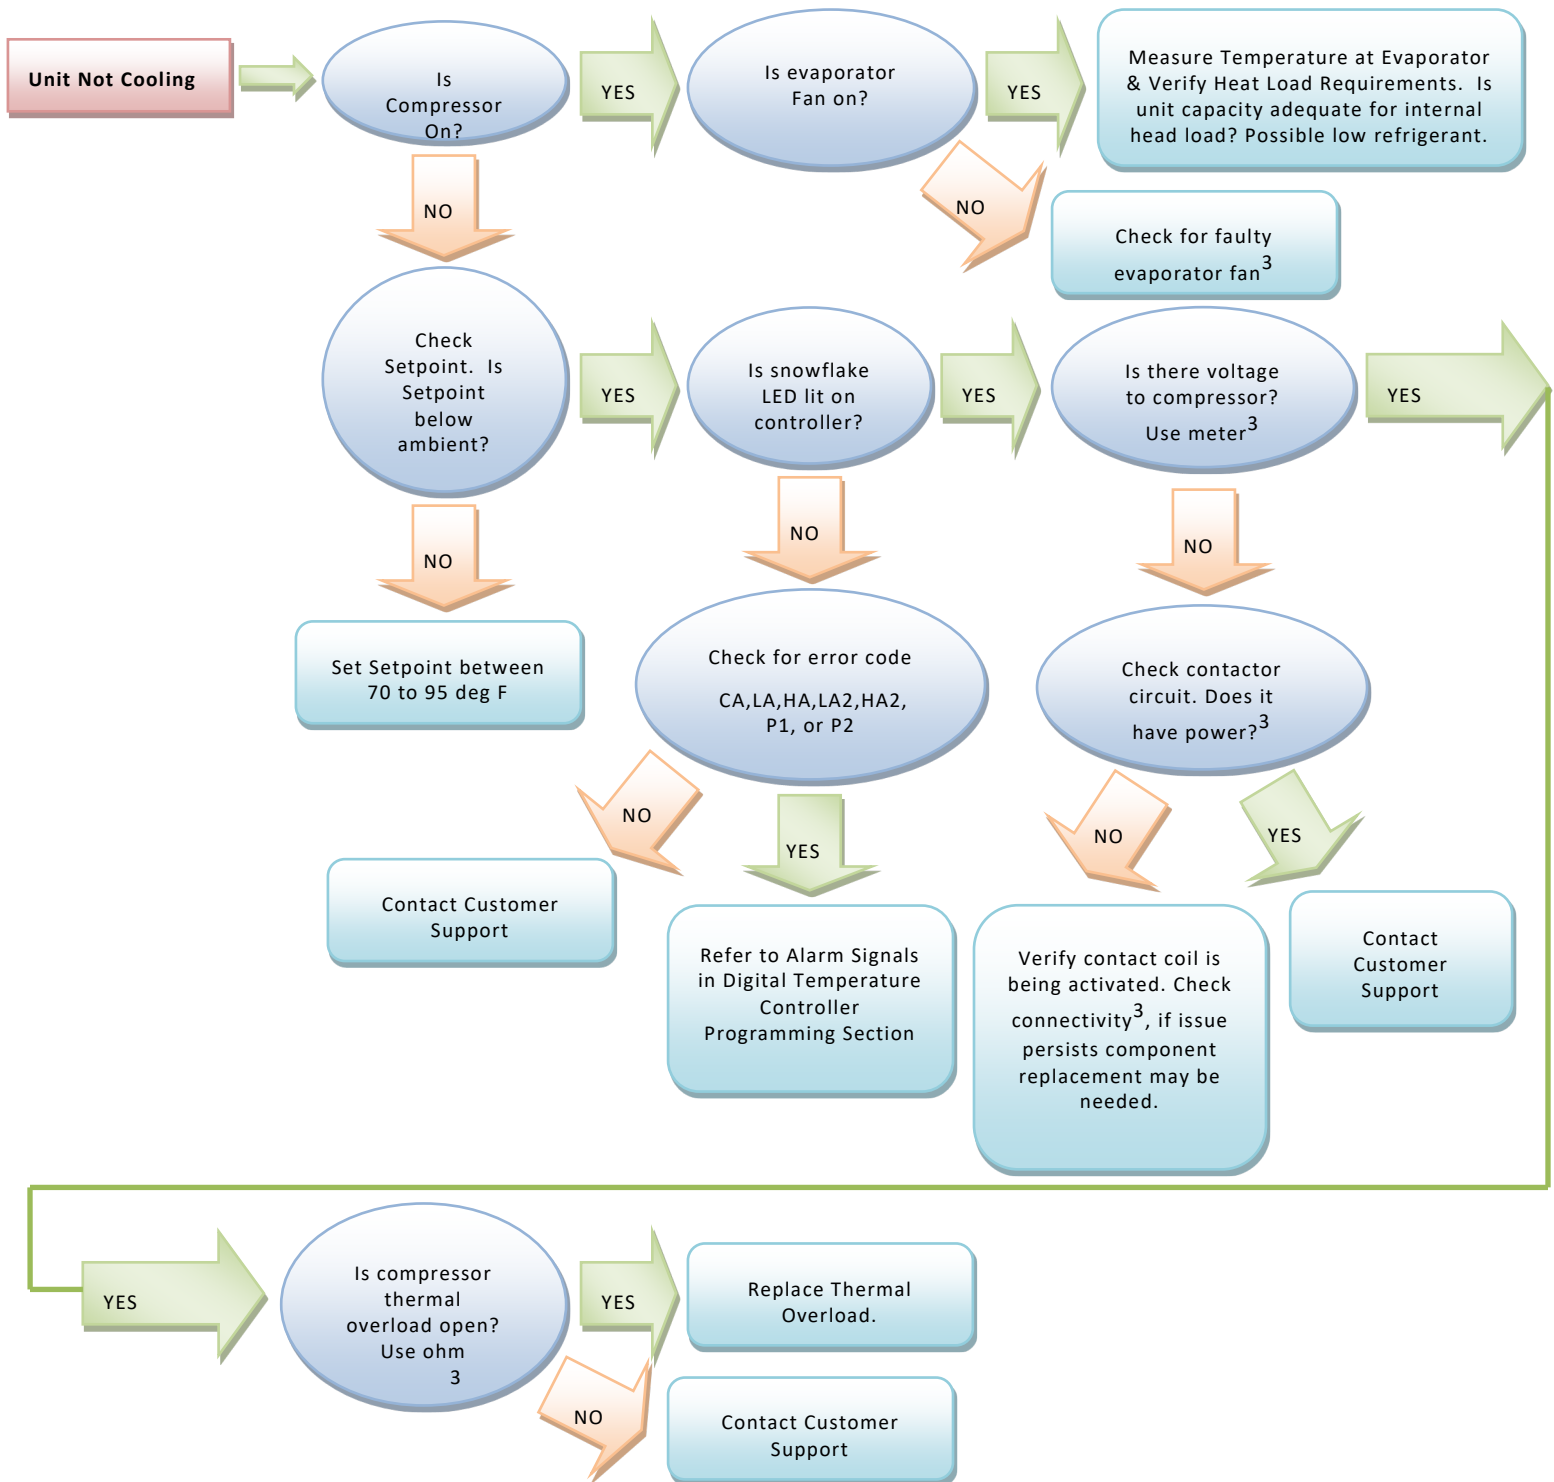 Unit Not Cooling
Is
Compressor
On?
YES
Is evaporator
Fan on?
YES
Measure Temperature at Evaporator
& Verify Heat Load Requirements. Is
unit capacity adequate for internal
head load? Possible low refrigerant.
NO
NO
Check for faulty
evaporator fan3
Check
Setpoint. Is
Setpoint
below
ambient?
YES
Is snowflake
LED lit on
controller?
YES
Is there voltage
to compressor?
Use meter3
YES
NO
NO
NO
Set Setpoint between
70 to 95 deg F
Check for error code
CA,LA,HA,LA2,HA2,
P1, or P2
Check contactor
circuit. Does it
have power?3
NO
YES
NO
YES
Contact Customer
Support
Refer to Alarm Signals
in Digital Temperature
Controller
Programming Section
Verify contact coil is
being activated. Check
connectivity3, if issue
persists component
replacement may be
needed.
Contact
Customer
Support
YES
Is compressor
thermal
overload open?
Use ohm
3
YES
Replace Thermal
Overload.
NO
Contact Customer
Support